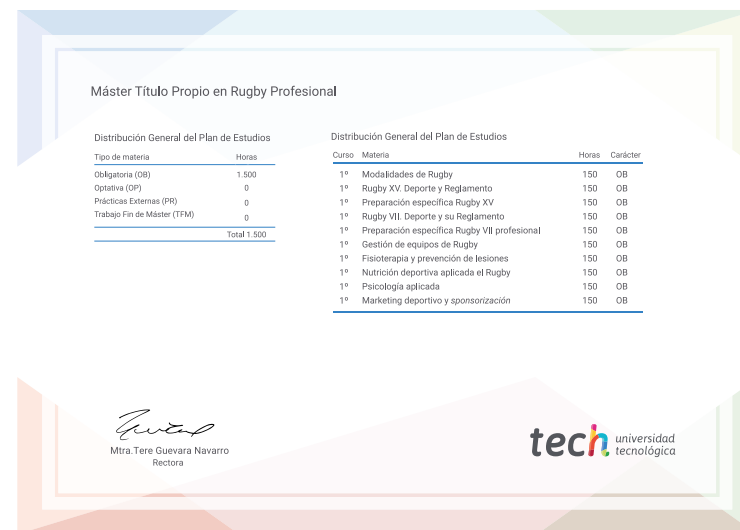 Máster Título Propio en Rugby Profesional
Distribución General del Plan de Estudios
Tipo de materia Horas
Obligatoria (OB) 1.500
Optativa (OP) 0
Prácticas Externas (PR) 0
Trabajo Fin de Máster (TFM) 0
Total 1.500
Distribución General del Plan de Estudios
Curso Materia Horas Carácter
1º Modalidades de Rugby 150 OB
1º Rugby XV. Deporte y Reglamento 150 OB
1º Preparación específica Rugby XV 150 OB
1º Rugby VII. Deporte y su Reglamento 150 OB
1º Preparación específica Rugby VII profesional 150 OB
1º Gestión de equipos de Rugby 150 OB
1º Fisioterapia y prevención de lesiones 150 OB
1º Nutrición deportiva aplicada el Rugby 150 OB
1º Psicología aplicada 150 OB
1º Marketing deportivo y sponsorización 150 OB
Mtra.Tere Guevara Navarro
Rectora
tech universidad
tecnológica